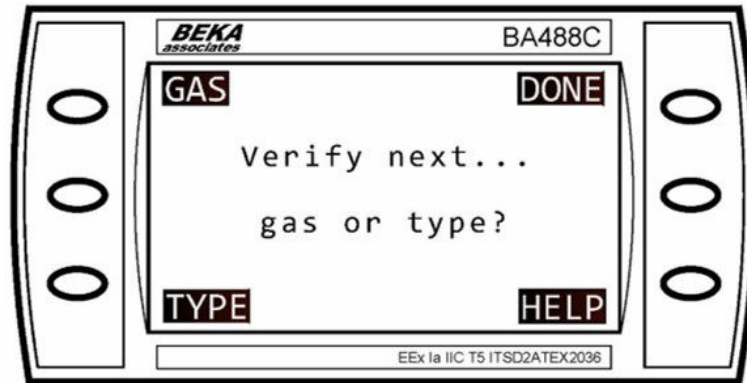 BEKA associates BA488C
GAS DONE
Verify next...
gas or type?
TYPE HELP
EEx Ia IIC T5 ITSD2ATEX2036